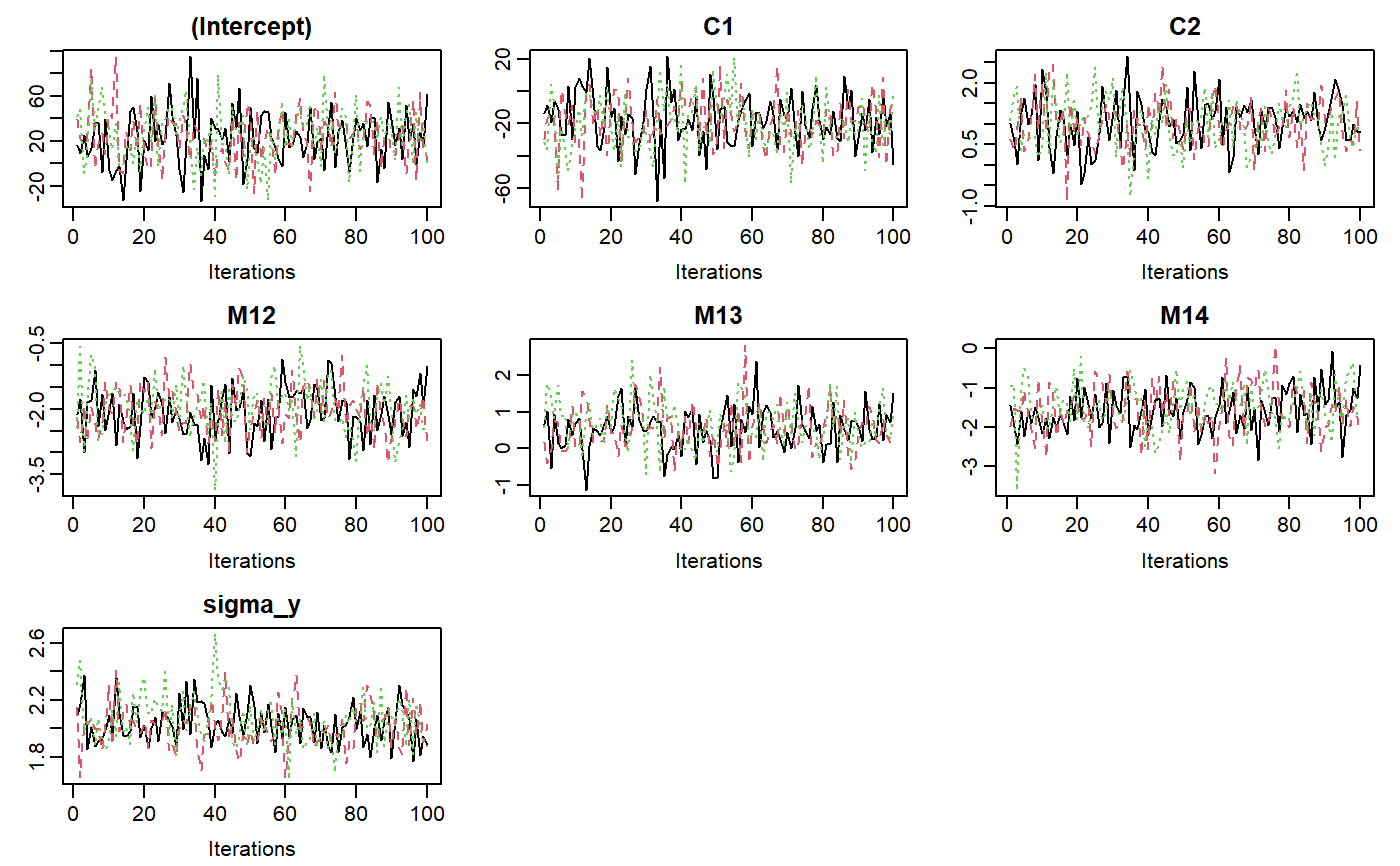 (Intercept)
60
20
-20
0 20 40 60 80 100
Iterations
C1
20
-20
-60
0 20 40 60 80 100
Iterations
C2
2.0
0.5
-1.0
0 20 40 60 80 100
Iterations
M12
-0.5
-2.0
-3.5
0 20 40 60 80 100
Iterations
M13
2
1
0
-1
0 20 40 60 80 100
Iterations
M14
0
-1
-2
-3
0 20 40 60 80 100
Iterations
sigma_y
2.6
2.2
1.8
0 20 40 60 80 100
Iterations